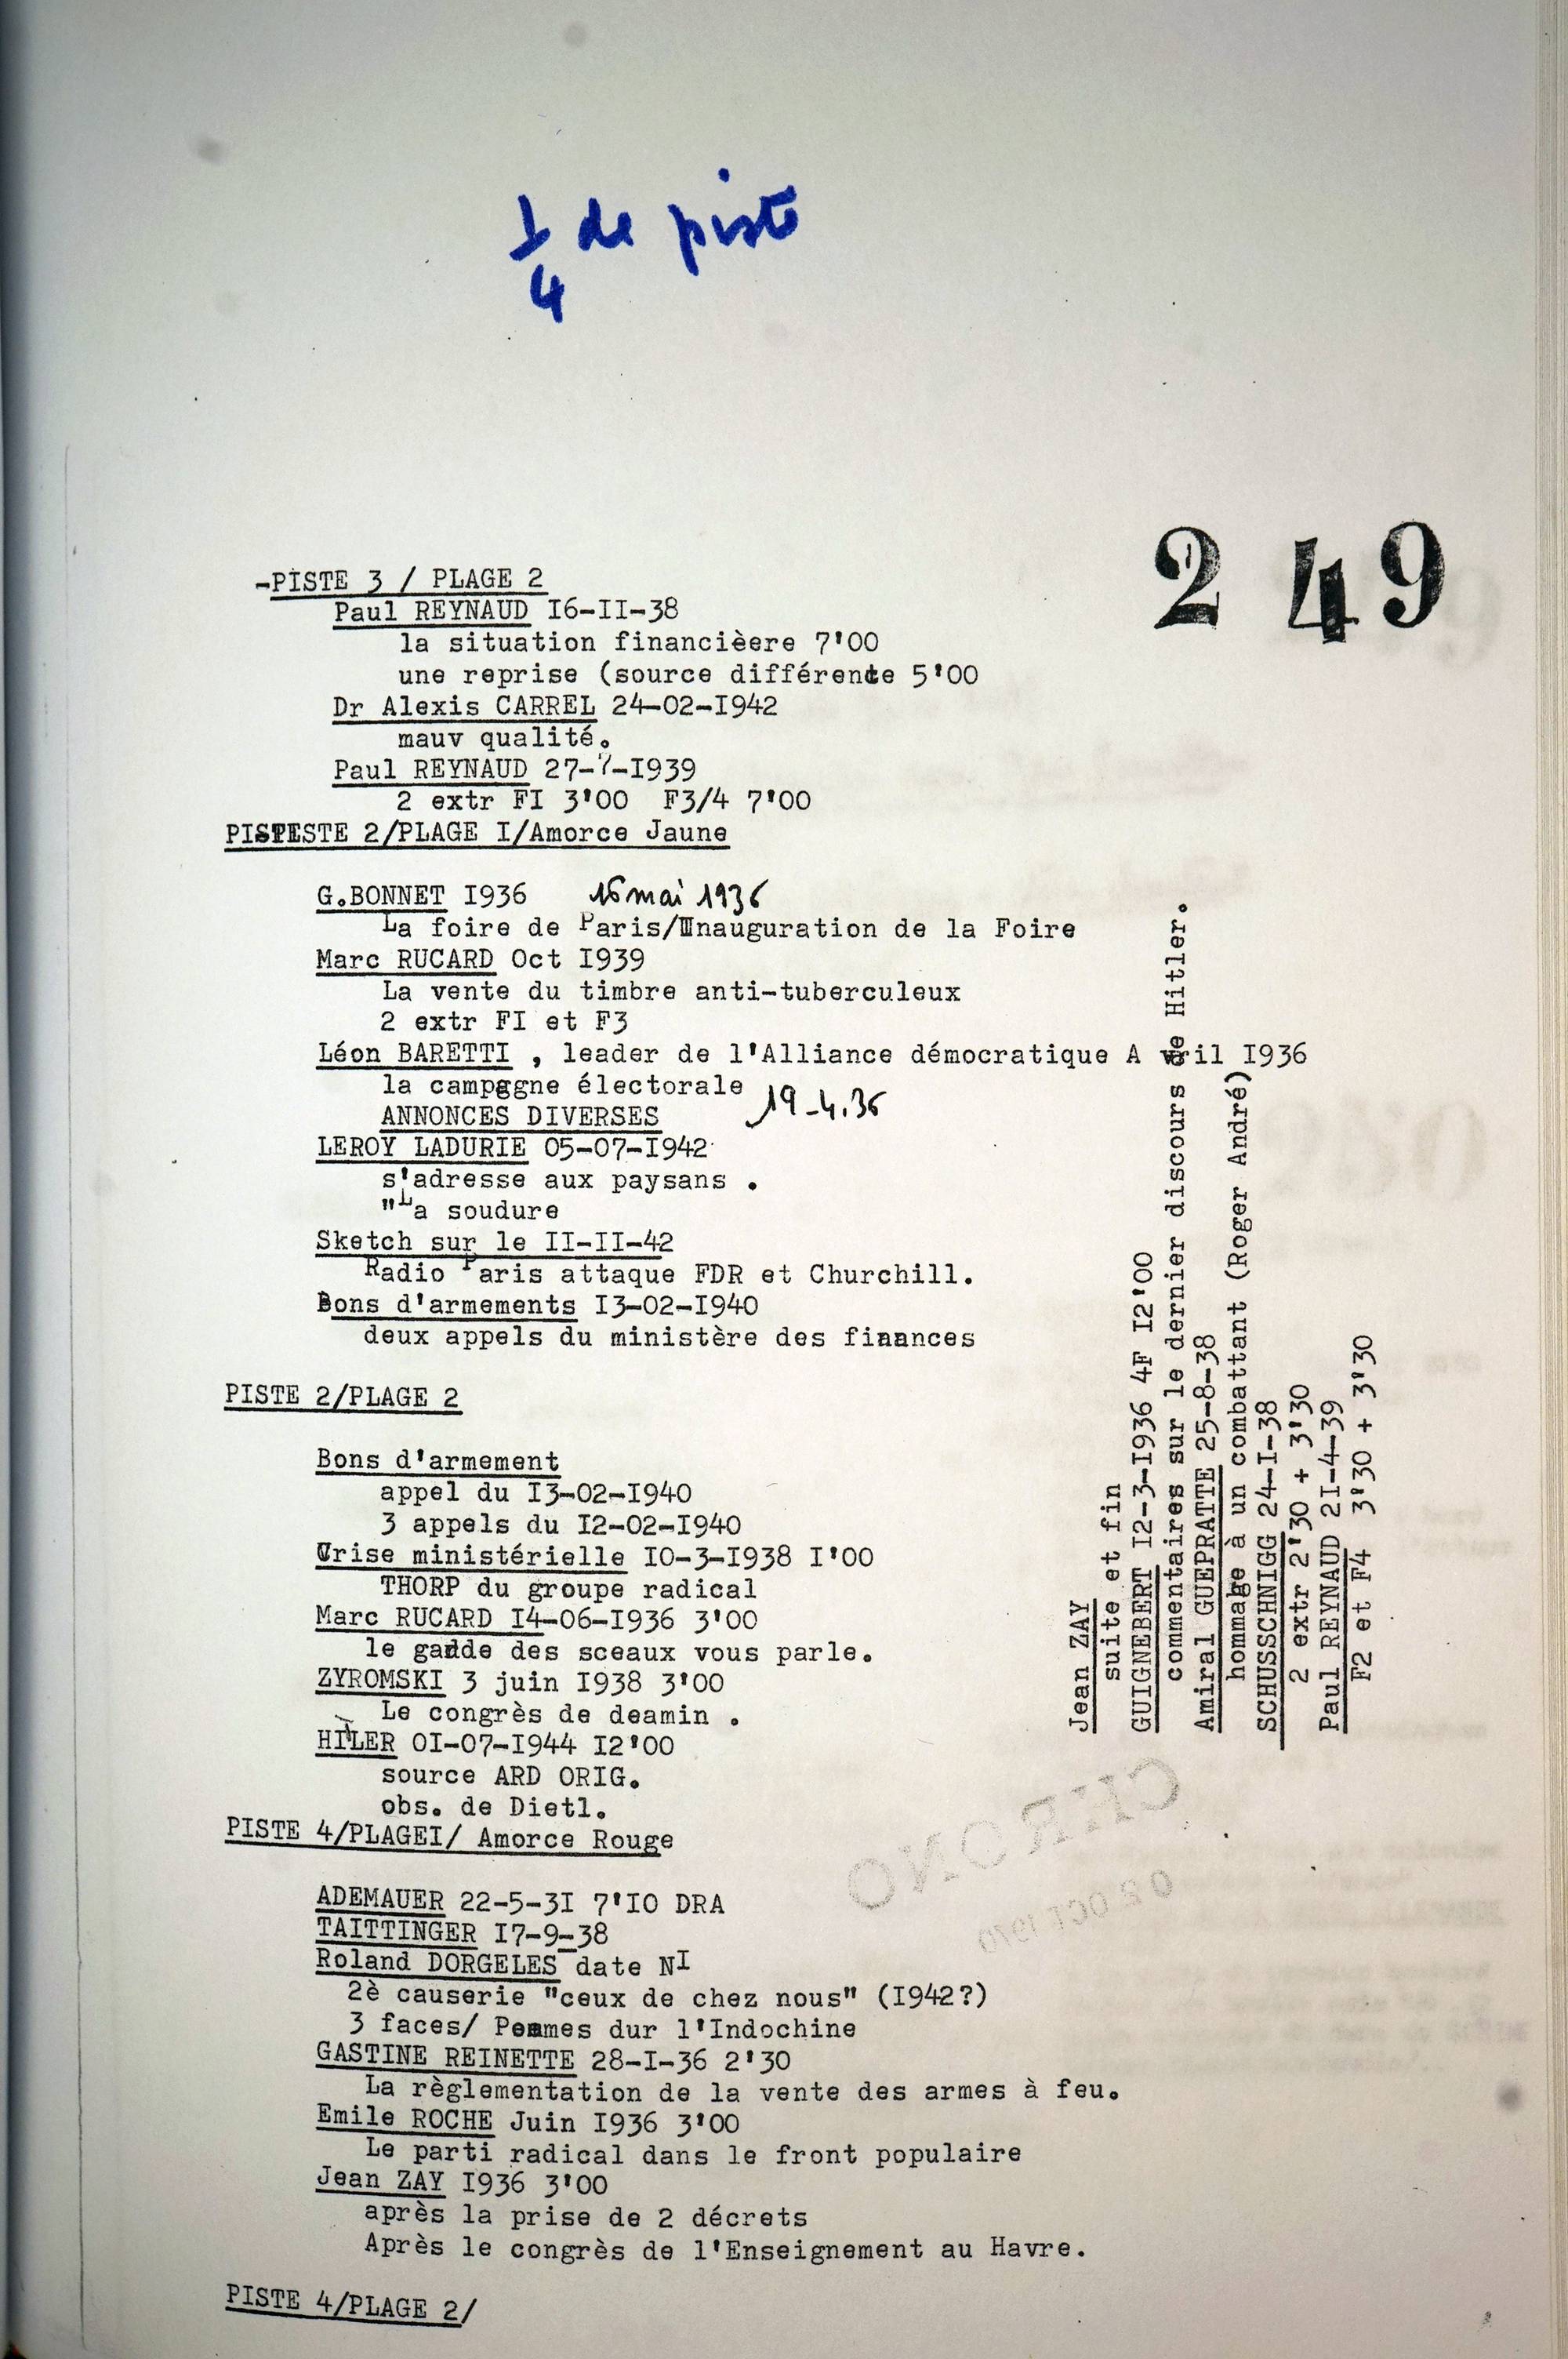 1/4 de piste
249
-PISTE 3 / PLAGE 2
Paul REYNAUD I6-II-38
la situation financièere 7'00
une reprise (source différente 5'00
Dr Alexis CARREL 24-02-I942
mauv qualité.
Paul REYNAUD 27-?-I939
2 extr FI 3'00 F3/4 7'00
PISTESTE 2/PLAGE I/Amorce Jaune
G.BONNET I936 16 mai 1936
La foire de Paris/Inauguration de la Foire
Marc RUCARD Oct I939
La vente du timbre anti-tuberculeux
2 extr FI et F3
Léon BARETTI , leader de l'Alliance démocratique A vril I936
la campggne électorale 19-4.36
ANNONCES DIVERSES
LEROY LADURIE 05-07-I942
s'adresse aux paysans .
"La soudure
Sketch sur le II-II-42
Radio Paris attaque FDR et Churchill.
Bons d'armements I3-02-I940
deux appels du ministère des finances
PISTE 2/PLAGE 2
Bons d'armement
appel du I3-02-I940
3 appels du I2-02-I940
Crise ministérielle IO-3-I938 I'00
THORP du groupe radical
Marc RUCARD I4-06-I936 3'00
le gadde des sceaux vous parle.
ZYROMSKI 3 juin I938 3'00
Le congrès de deamin .
HILER OI-07-I944 I2'00
source ARD ORIG.
obs. de Dietl.
PISTE 4/PLAGEI/ Amorce Rouge
ADEMAUER 22-5-3I 7'IO DRA
TAITTINGER I7-9-38
Roland DORGELES date NI
2è causerie "ceux de chez nous" (I942?)
3 faces/ Poemmes dur l'Indochine
GASTINE REINETTE 28-I-36 2'30
La règlementation de la vente des armes à feu.
Emile ROCHE Juin I936 3'00
Le parti radical dans le front populaire
Jean ZAY I936 3'00
après la prise de 2 décrets
Après le congrès de l'Enseignement au Havre.
PISTE 4/PLAGE 2/
Jean ZAY
suite et fin
GUIGNEBERT I2-3-I936 4F I2'00
commentaires sur le dernier discours de Hitler.
Amiral GUEPRATTE 25-8-38
hommage à un combattant (Roger André)
SCHUSSCHNIGG 24-I-38
2 extr 2'30 + 3'30
Paul REYNAUD 2I-4-39
F2 et F4 3'30 + 3'30
CHRONO
02 OCT 1970